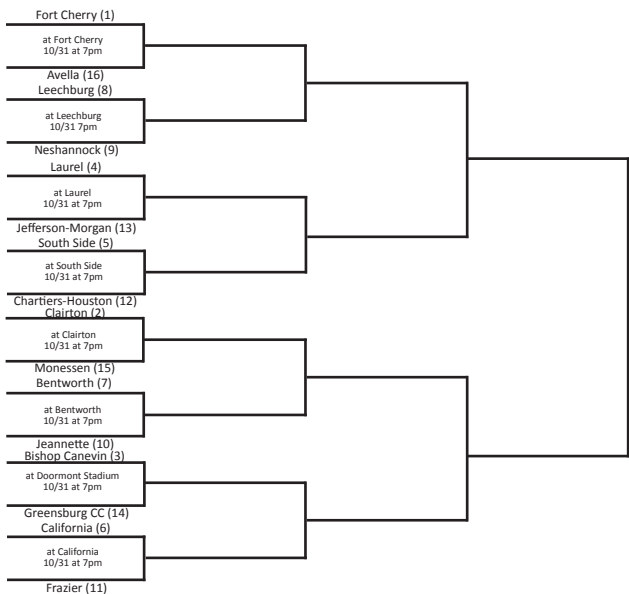 Fort Cherry (1)
at Fort Cherry
10/31 at 7pm
Avella (16)
Leechburg (8)
at Leechburg
10/31 7pm
Neshannock (9)
Laurel (4)
at Laurel
10/31 at 7pm
Jefferson-Morgan (13)
South Side (5)
at South Side
10/31 at 7pm
Chartiers-Houston (12)
Clairton (2)
at Clairton
10/31 at 7pm
Monessen (15)
Bentworth (7)
at Bentworth
10/31 at 7pm
Jeannette (10)
Bishop Canevin (3)
at Doormont Stadium
10/31 at 7pm
Greensburg CC (14)
California (6)
at California
10/31 at 7pm
Frazier (11)